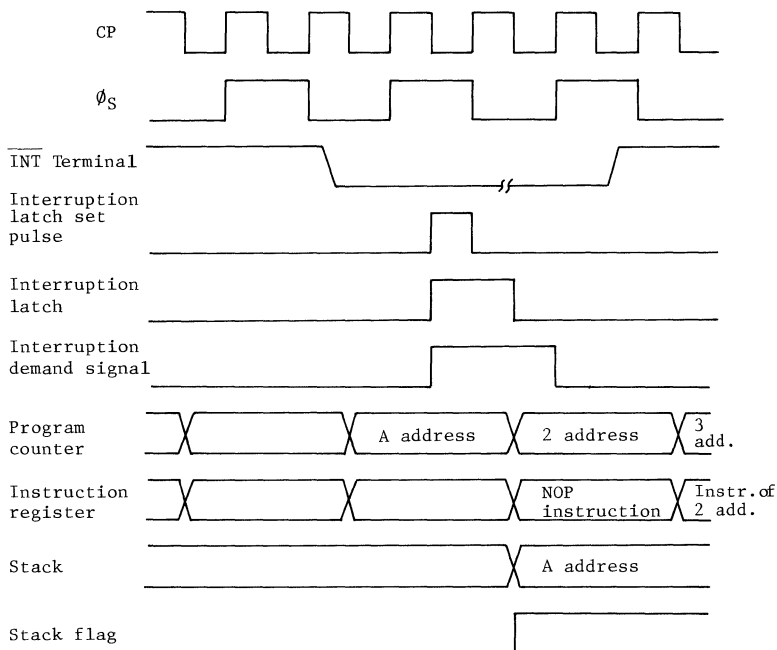 CP
ØS
INT Terminal
Interruption
latch set
pulse
Interruption
latch
Interruption
demand signal
Program
counter
A address
2 address
3
add.
Instruction
register
NOP
instruction
Instr.of
2 add.
Stack
A address
Stack flag